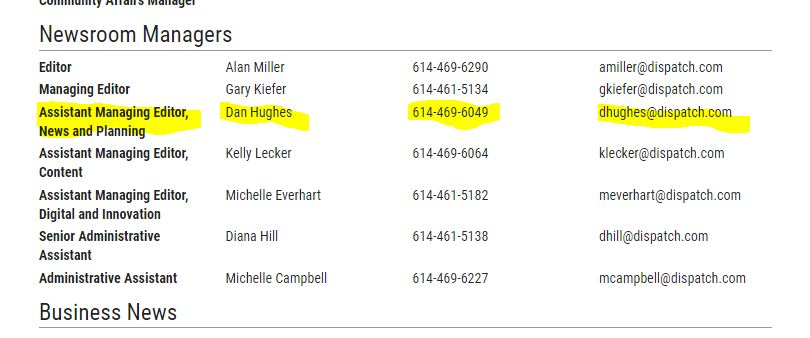 Community Affairs Manager
Newsroom Managers
Editor Alan Miller 614-469-6290 amiller@dispatch.com
Managing Editor Gary Kiefer 614-461-5134 gkiefer@dispatch.com
Assistant Managing Editor, Dan Hughes 614-469-6049 dhughes@dispatch.com
News and Planning
Assistant Managing Editor, Kelly Lecker 614-469-6064 klecker@dispatch.com
Content
Assistant Managing Editor, Michelle Everhart 614-461-5182 meverhart@dispatch.com
Digital and Innovation
Senior Administrative Diana Hill 614-461-5138 dhill@dispatch.com
Assistant
Administrative Assistant Michelle Campbell 614-469-6227 mcampbell@dispatch.com
Business News